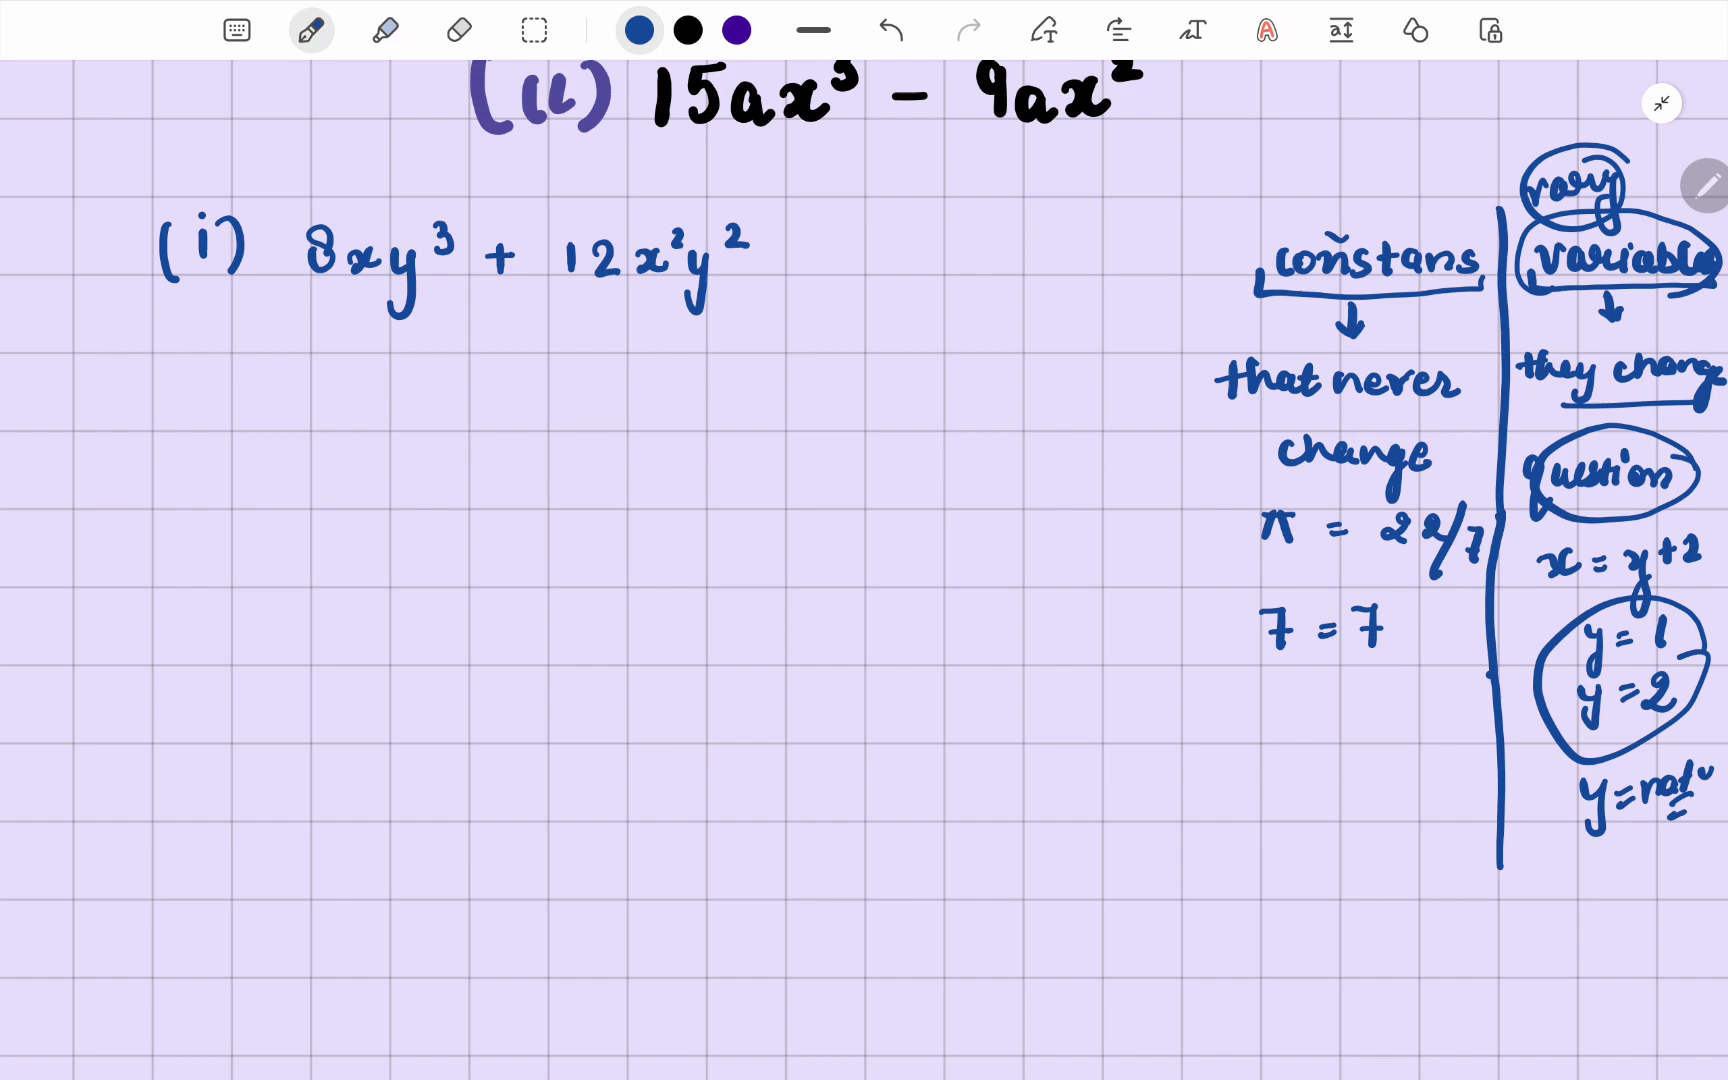 (ii) 15ax³ - 9ax²
(i) 8xy³ + 12x²y²
constans
that never
change
π = 22/7
7 = 7
vary
variable
they change
question
x = y+2
y = 1
y = 2